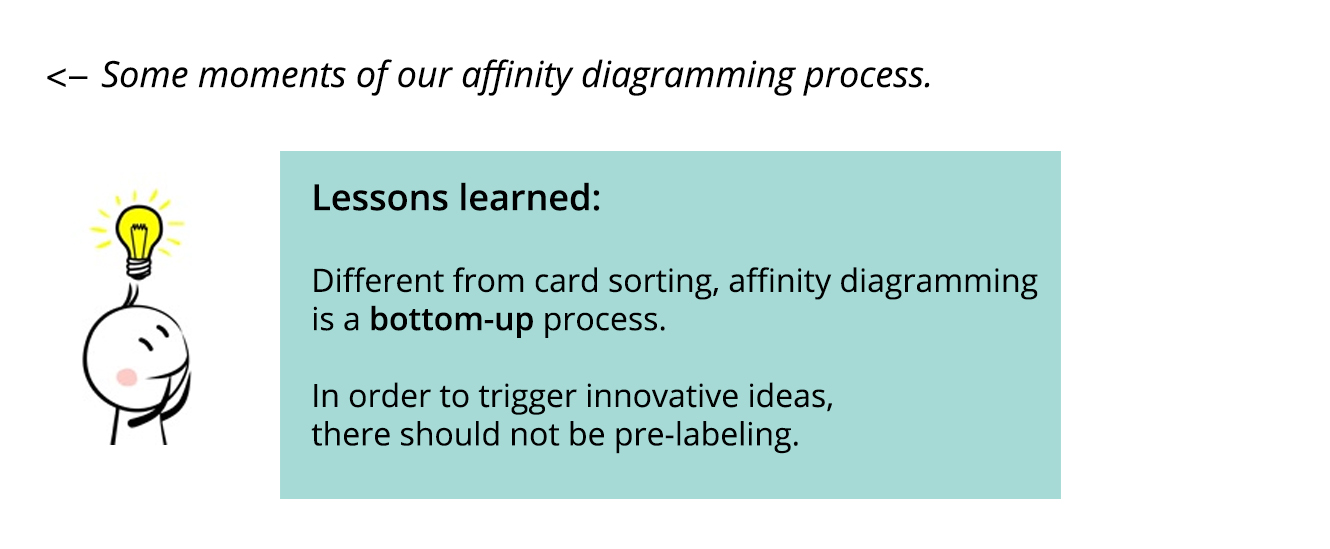 <– Some moments of our affinity diagramming process.
Lessons learned:
Different from card sorting, affinity diagramming
is a bottom-up process.
In order to trigger innovative ideas,
there should not be pre-labeling.